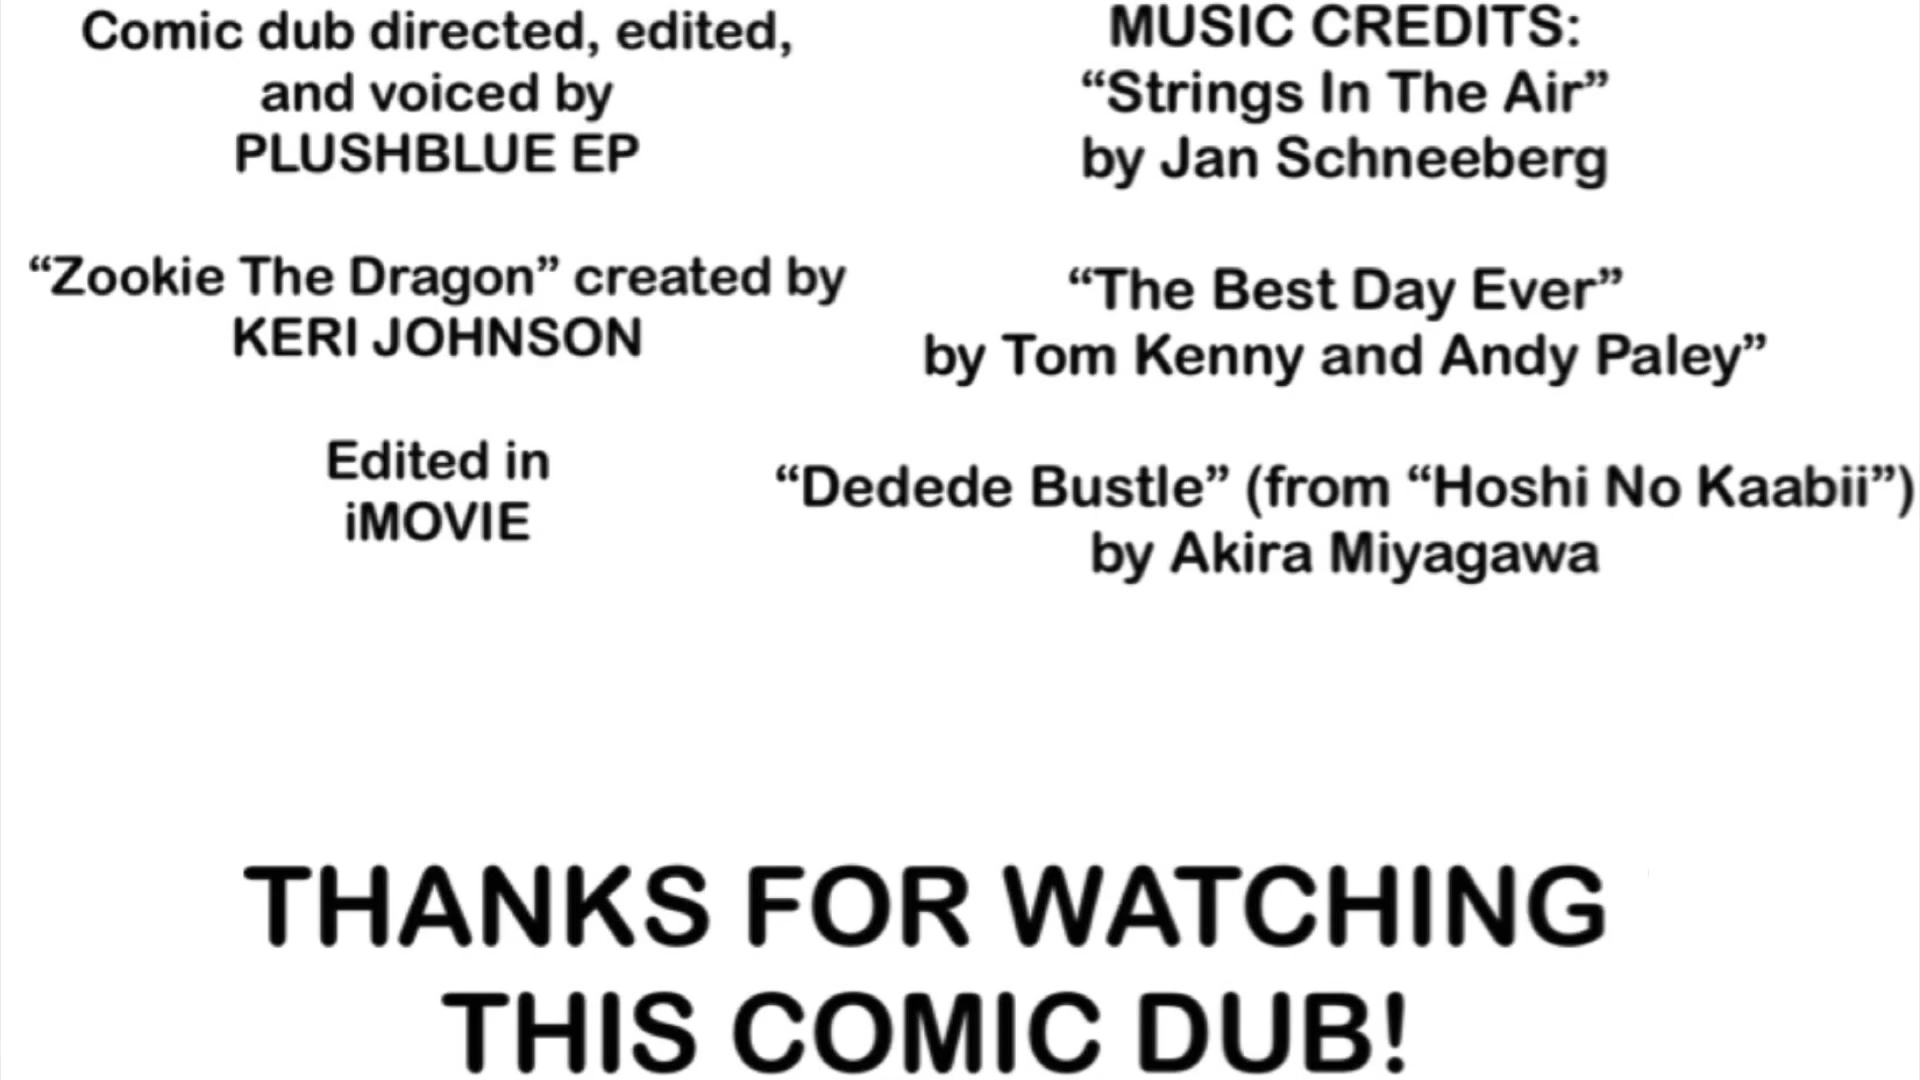 Comic dub directed, edited,
and voiced by
PLUSHBLUE EP
“Zookie The Dragon” created by
KERI JOHNSON
Edited in
iMOVIE
MUSIC CREDITS:
“Strings In The Air”
by Jan Schneeberg
“The Best Day Ever”
by Tom Kenny and Andy Paley”
“Dedede Bustle” (from “Hoshi No Kaabii”)
by Akira Miyagawa
THANKS FOR WATCHING
THIS COMIC DUB!